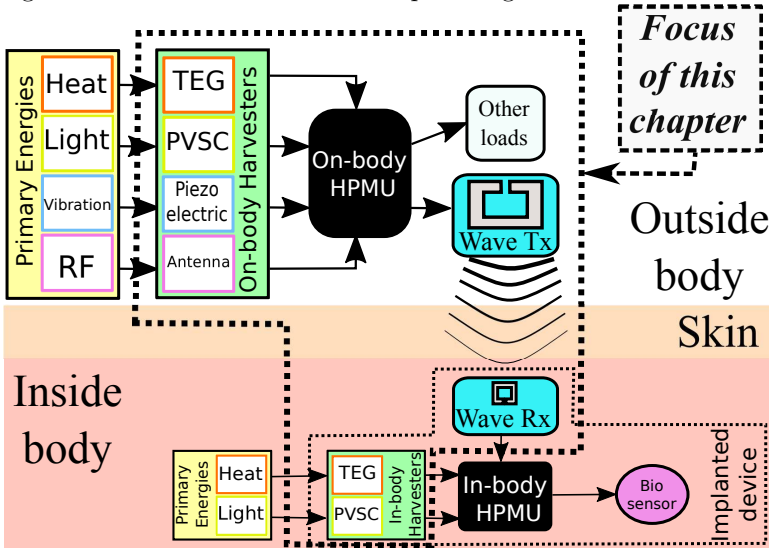 Focus
of this
chapter
Primary Energies
Heat
Light
Vibration
RF
On-body Harvesters
TEG
PVSC
Piezo
electric
Antenna
On-body
HPMU
Other
loads
Wave Tx
Outside
body
Skin
Inside
body
Wave Rx
Primary
Energies
Heat
Light
TEG
PVSC
In-body
Harvesters
In-body
HPMU
Bio
sensor
Implanted
device